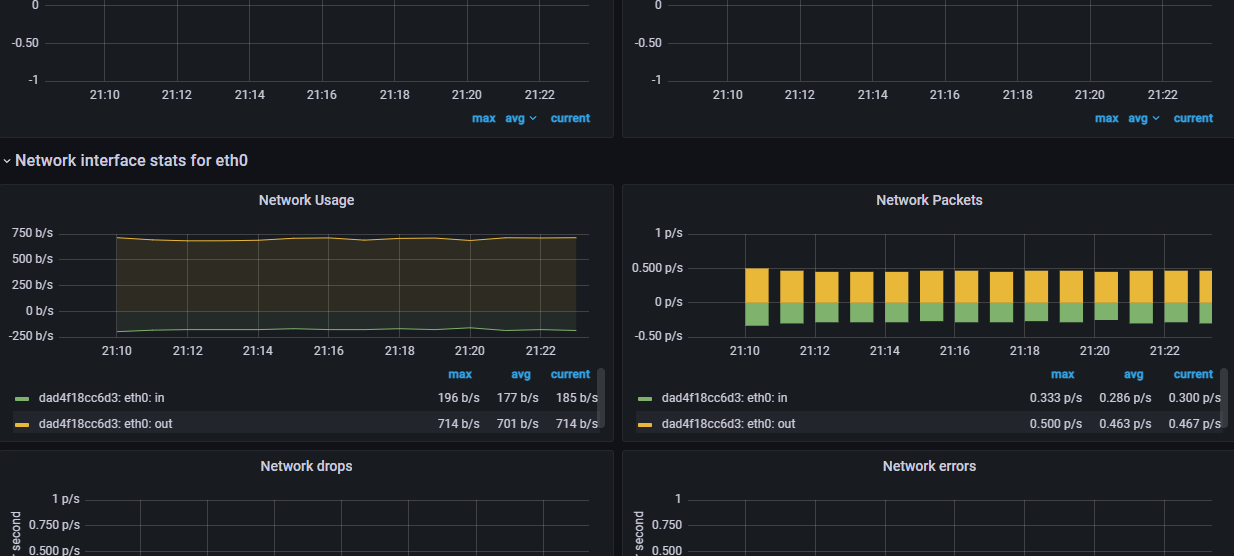 0
-0.50
-1
21:10 21:12 21:14 21:16 21:18 21:20 21:22
max avg current
0
-0.50
-1
21:10 21:12 21:14 21:16 21:18 21:20 21:22
max avg current
Network interface stats for eth0
Network Usage
750 b/s
500 b/s
250 b/s
0 b/s
-250 b/s
21:10 21:12 21:14 21:16 21:18 21:20 21:22
max avg current
dad4f18cc6d3: eth0: in 196 b/s 177 b/s 185 b/s
dad4f18cc6d3: eth0: out 714 b/s 701 b/s 714 b/s
Network Packets
1 p/s
0.500 p/s
0 p/s
-0.50 p/s
21:10 21:12 21:14 21:16 21:18 21:20 21:22
max avg current
dad4f18cc6d3: eth0: in 0.333 p/s 0.286 p/s 0.300 p/s
dad4f18cc6d3: eth0: out 0.500 p/s 0.463 p/s 0.467 p/s
Network drops
1 p/s
0.750 p/s
0.500 p/s
second
Network errors
1
0.750
0.500
second